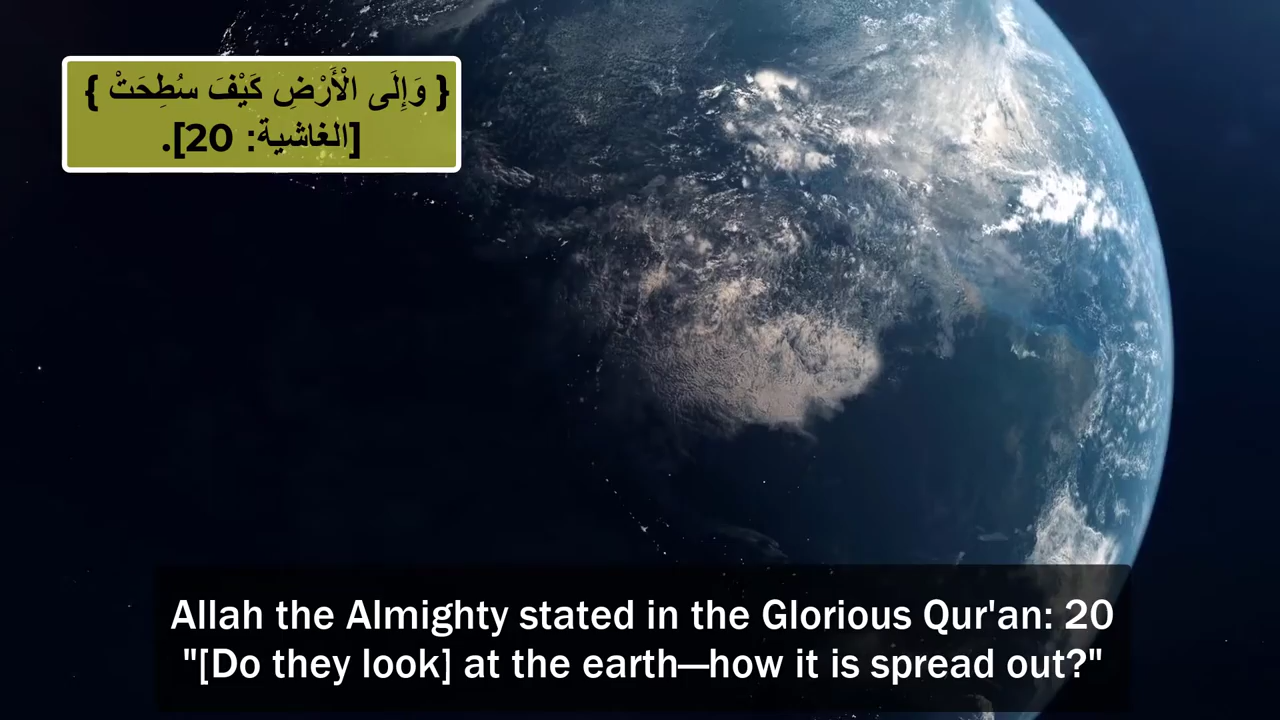 { وَإِلَى الْأَرْضِ كَيْفَ سُطِحَتْ }
[الغاشية: 20].
Allah the Almighty stated in the Glorious Qur'an: 20
"[Do they look] at the earth—how it is spread out?"